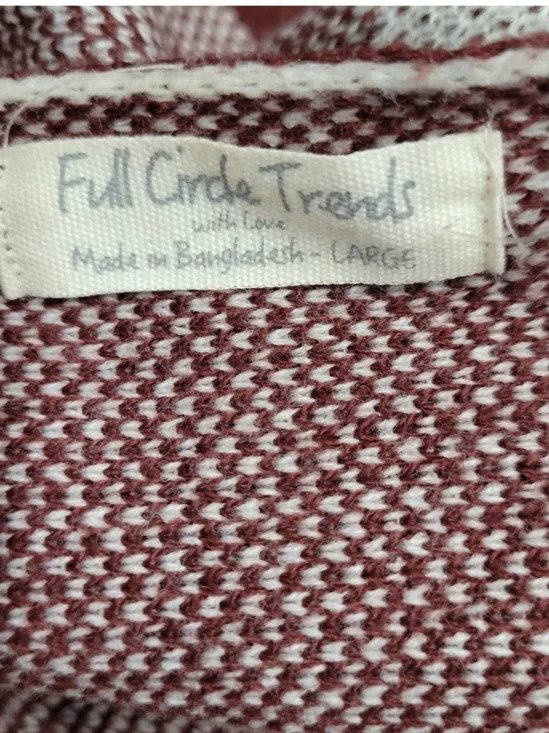 Full Circle Trends
with Love
Made in Bangladesh - LARGE